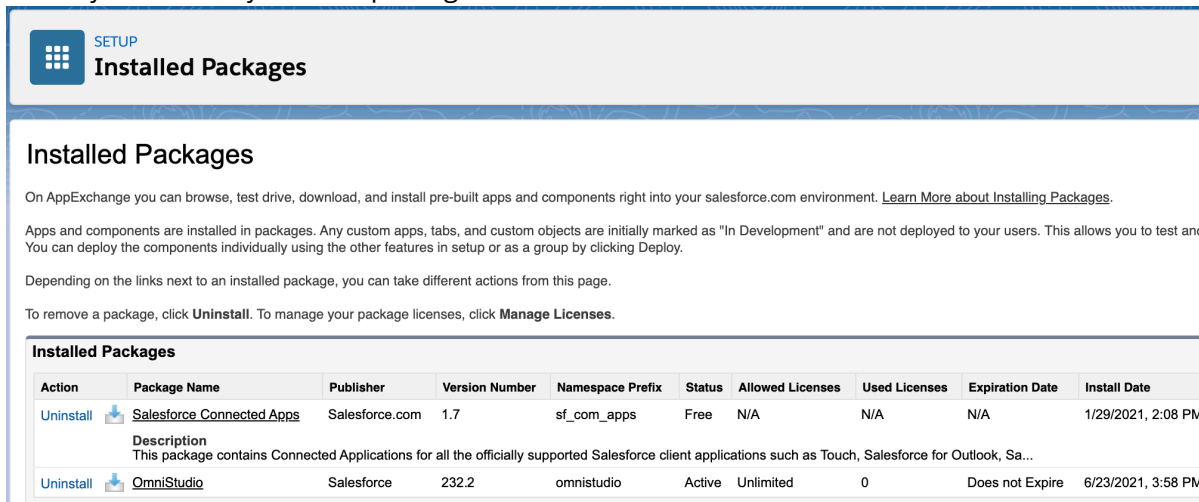 SETUP
Installed Packages
Installed Packages
On AppExchange you can browse, test drive, download, and install pre-built apps and components right into your salesforce.com environment. Learn More about Installing Packages.
Apps and components are installed in packages. Any custom apps, tabs, and custom objects are initially marked as "In Development" and are not deployed to your users. This allows you to test and
You can deploy the components individually using the other features in setup or as a group by clicking Deploy.
Depending on the links next to an installed package, you can take different actions from this page.
To remove a package, click Uninstall. To manage your package licenses, click Manage Licenses.
Installed Packages
Action Package Name Publisher Version Number Namespace Prefix Status Allowed Licenses Used Licenses Expiration Date Install Date
Uninstall Salesforce Connected Apps Salesforce.com 1.7 sf_com_apps Free N/A N/A N/A 1/29/2021, 2:08 PM
Description
This package contains Connected Applications for all the officially supported Salesforce client applications such as Touch, Salesforce for Outlook, Sa...
Uninstall OmniStudio Salesforce 232.2 omnistudio Active Unlimited 0 Does not Expire 6/23/2021, 3:58 PM